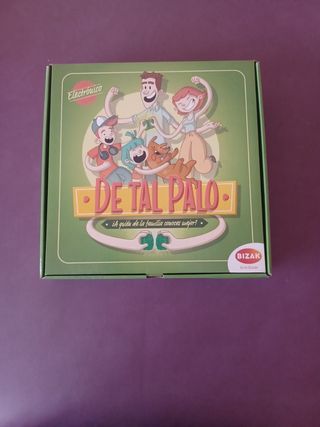 Electrónico
DE TAL PALO
¿A quién de la familia conoces mejor?
BIZAK